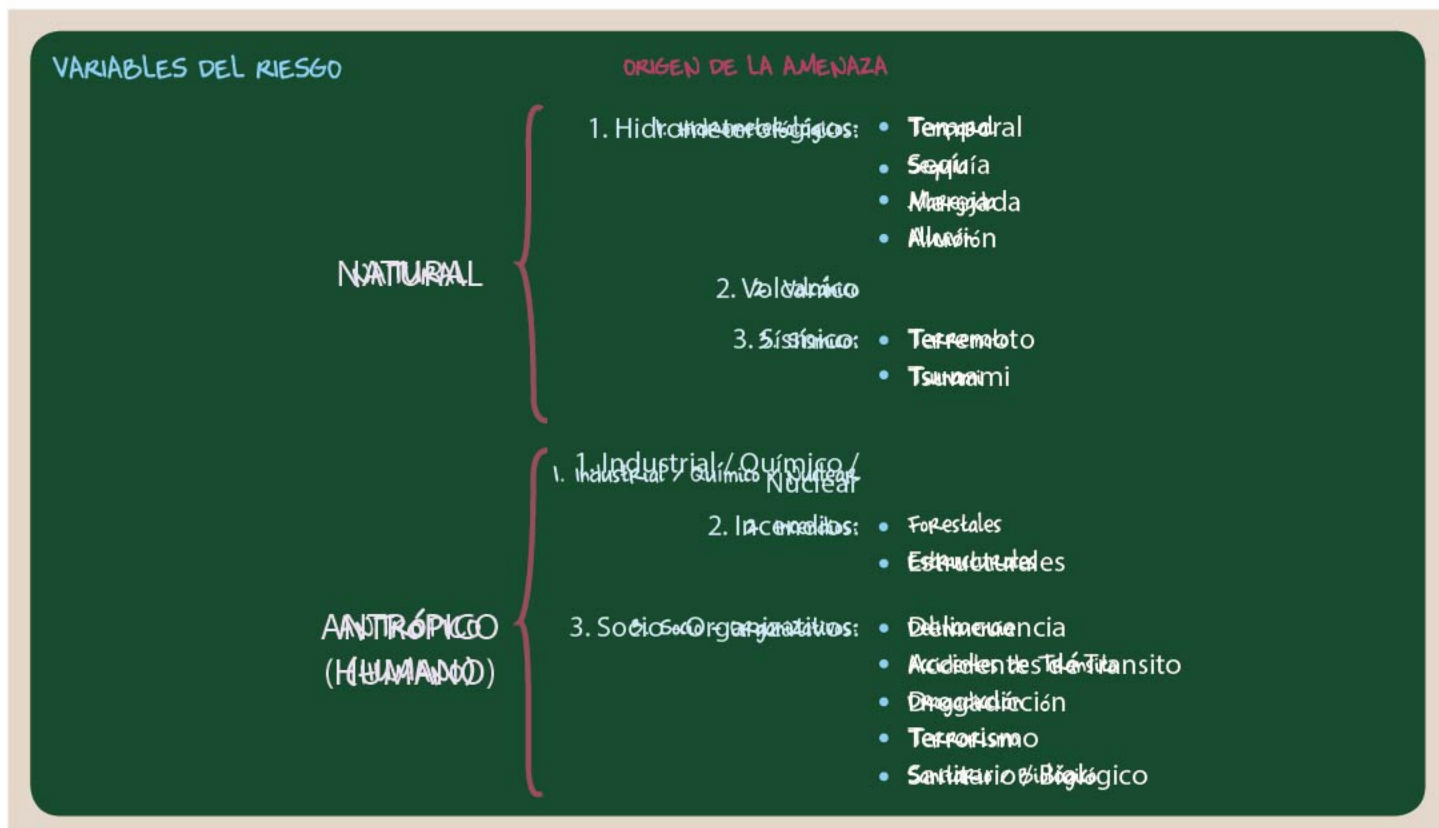 VARIABLES DEL RIESGO
ORIGEN DE LA AMENAZA
NATURAL
1. Hidrometerológisos:
• Temporal
• Sequía
• Marejada
• Aluvión
2. Volcánico
3. Sísmico:
• Terremoto
• Tsunami
ANTRÓPICO
(HUMANO)
1. Industrial / Químico /
Nuclear
2. Incendios:
• Forestales
• Estructurales
3. Socio - Organizativos:
• Delincuencia
• Accidentes de Transito
• Drogadicción
• Terrorismo
• Sanitario / Biológico